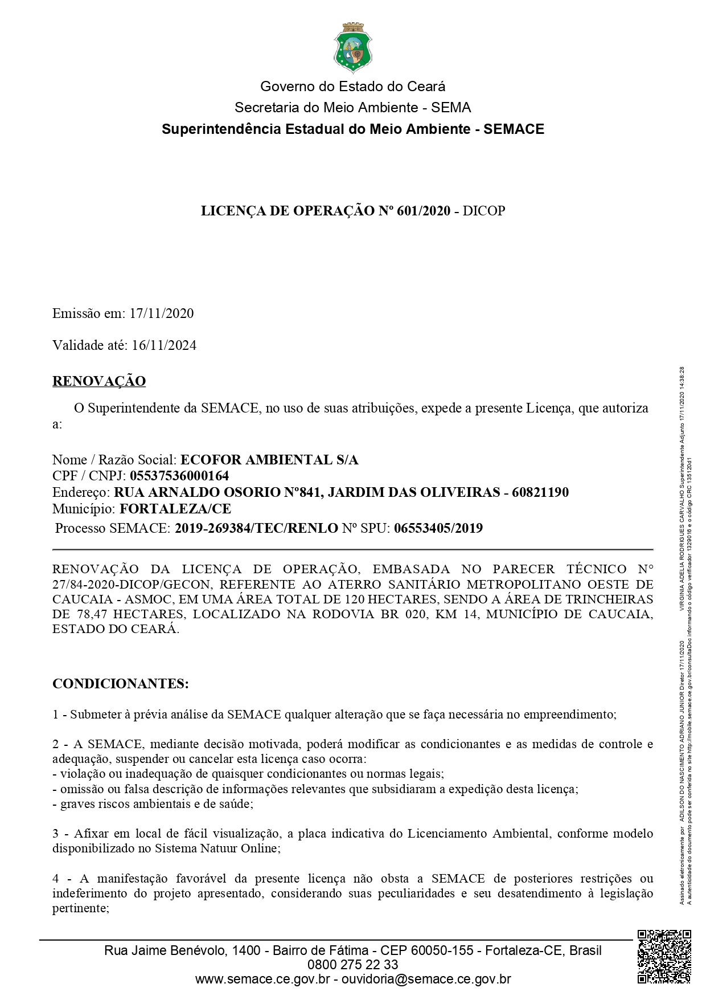 Governo do Estado do Ceará
Secretaria do Meio Ambiente - SEMA
Superintendência Estadual do Meio Ambiente - SEMACE
LICENÇA DE OPERAÇÃO Nº 601/2020 - DICOP
Emissão em: 17/11/2020
Validade até: 16/11/2024
RENOVAÇÃO
O Superintendente da SEMACE, no uso de suas atribuições, expede a presente Licença, que autoriza
a:
Nome / Razão Social: ECOFOR AMBIENTAL S/A
CPF / CNPJ: 05537536000164
Endereço: RUA ARNALDO OSORIO Nº841, JARDIM DAS OLIVEIRAS - 60821190
Município: FORTALEZA/CE
Processo SEMACE: 2019-269384/TEC/RENLO Nº SPU: 06553405/2019
RENOVAÇÃO DA LICENÇA DE OPERAÇÃO, EMBASADA NO PARECER TÉCNICO N°
27/84-2020-DICOP/GECON, REFERENTE AO ATERRO SANITÁRIO METROPOLITANO OESTE DE
CAUCAIA - ASMOC, EM UMA ÁREA TOTAL DE 120 HECTARES, SENDO A ÁREA DE TRINCHEIRAS
DE 78,47 HECTARES, LOCALIZADO NA RODOVIA BR 020, KM 14, MUNICÍPIO DE CAUCAIA,
ESTADO DO CEARÁ.
CONDICIONANTES:
1 - Submeter à prévia análise da SEMACE qualquer alteração que se faça necessária no empreendimento;
2 - A SEMACE, mediante decisão motivada, poderá modificar as condicionantes e as medidas de controle e
adequação, suspender ou cancelar esta licença caso ocorra:
- violação ou inadequação de quaisquer condicionantes ou normas legais;
- omissão ou falsa descrição de informações relevantes que subsidiaram a expedição desta licença;
- graves riscos ambientais e de saúde;
3 - Afixar em local de fácil visualização, a placa indicativa do Licenciamento Ambiental, conforme modelo
disponibilizado no Sistema Natuur Online;
4 - A manifestação favorável da presente licença não obsta a SEMACE de posteriores restrições ou
indeferimento do projeto apresentado, considerando suas peculiaridades e seu desatendimento à legislação
pertinente;
Rua Jaime Benévolo, 1400 - Bairro de Fátima - CEP 60050-155 - Fortaleza-CE, Brasil
0800 275 22 33
www.semace.ce.gov.br - ouvidoria@semace.ce.gov.br
Assinado eletronicamente por ADILSON DO NASCIMENTO ADRIANO JUNIOR Diretor 17/11/2020 VIRGINIA ADELIA RODRIGUES CARVALHO Superintendente Adjunto 17/11/2020 14:38:28
A autenticidade do documento pode ser conferida no site http://mobile.semace.ce.gov.br/consultaDoc informando o código verificador 1329016 e o código CRC 135120d1